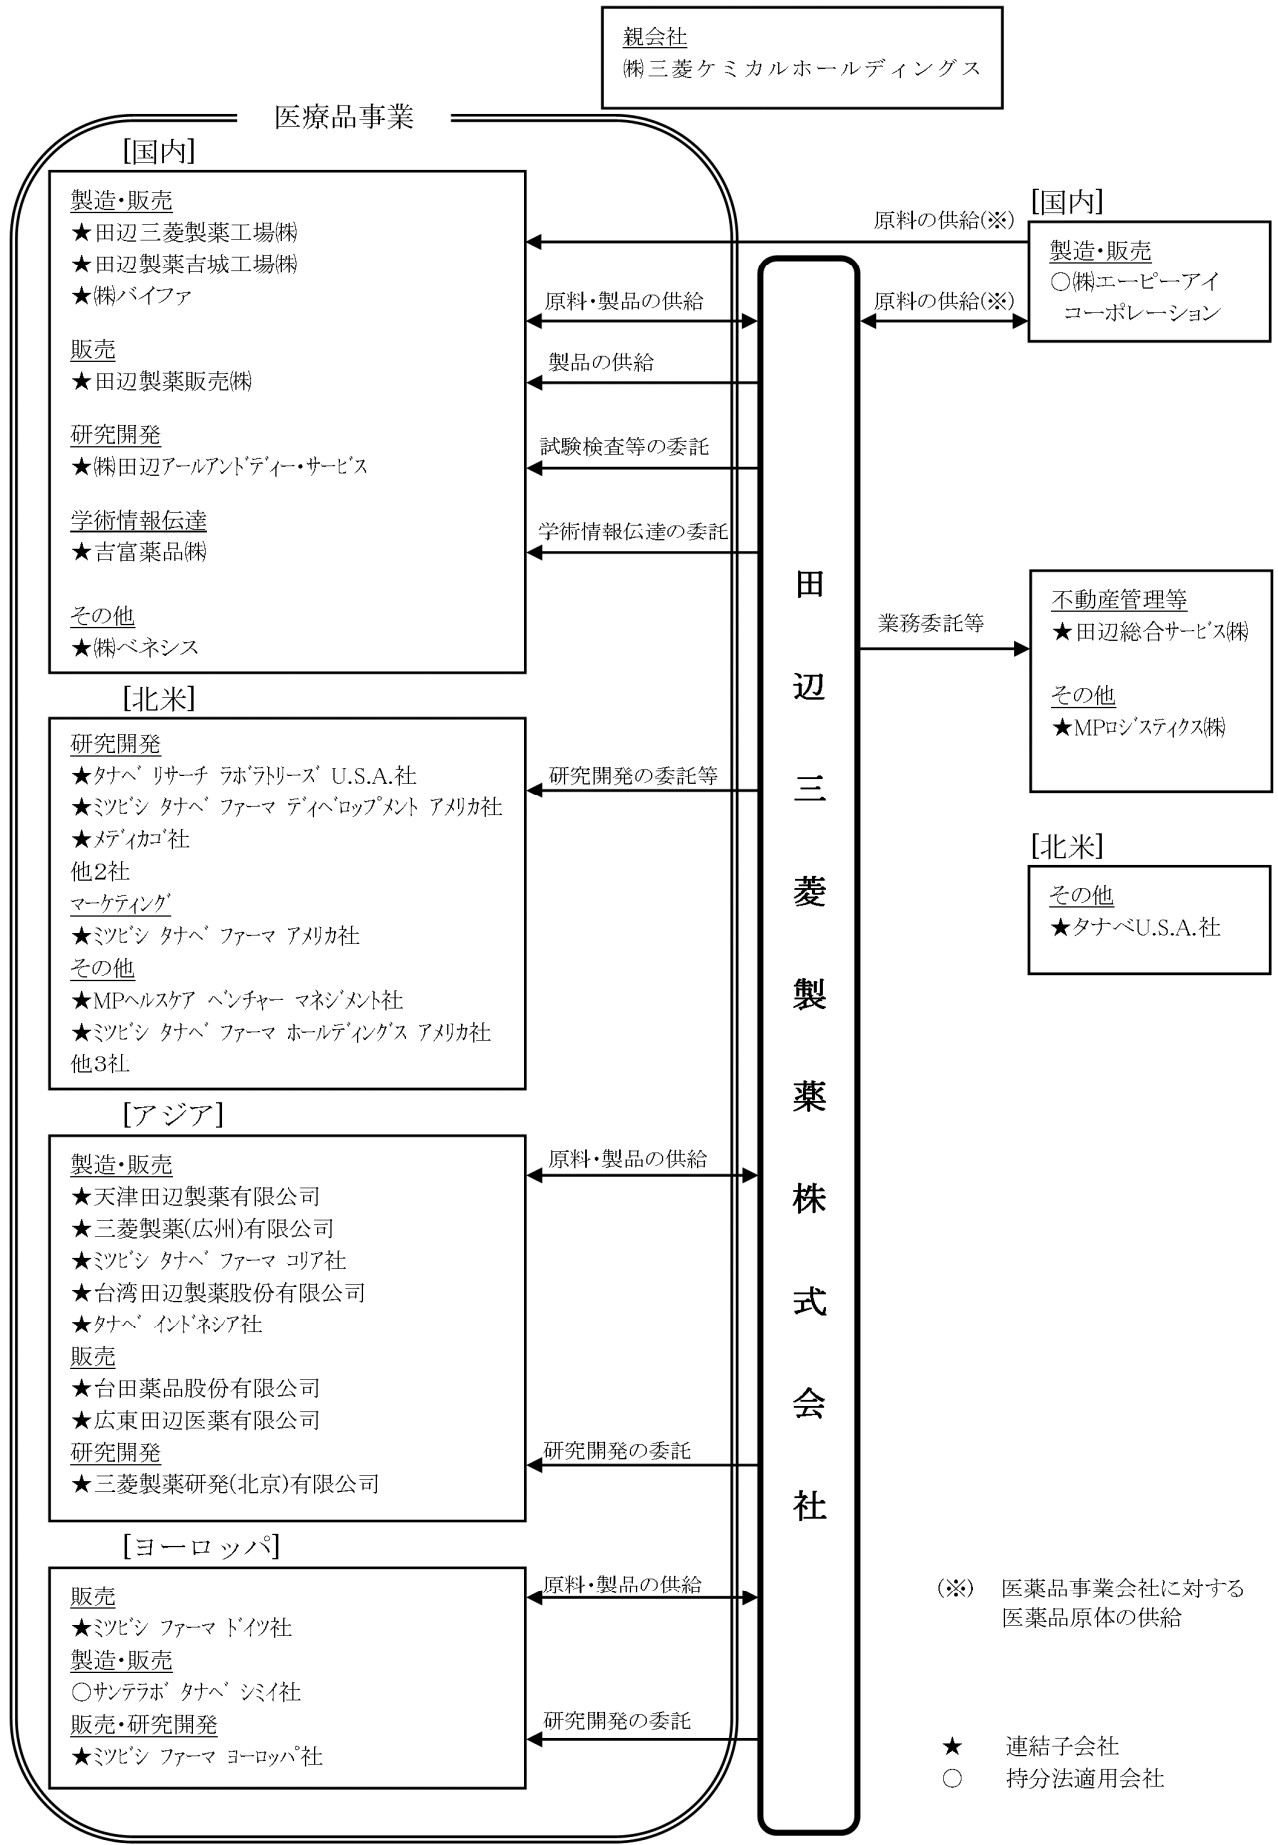 親会社
㈱三菱ケミカルホールディングス
医療品事業
[国内]
製造・販売
★田辺三菱製薬工場㈱
★田辺製薬吉城工場㈱
★㈱バイファ
販売
★田辺製薬販売㈱
研究開発
★㈱田辺ｱｰﾙｱﾝﾄﾞﾃﾞｨｰ・ｻｰﾋﾞｽ
学術情報伝達
★吉富薬品㈱
その他
★㈱ベネシス
原料・製品の供給
製品の供給
試験検査等の委託
学術情報伝達の委託
[北米]
研究開発
★ﾀﾅﾍﾞ ﾘｻｰﾁ ﾗﾎﾞﾗﾄﾘｰｽﾞ U.S.A.社
★ﾐﾂﾋﾞｼ ﾀﾅﾍﾞ ﾌｧｰﾏ ﾃﾞｨﾍﾞﾛｯﾌﾟﾒﾝﾄ ｱﾒﾘｶ社
★ﾒﾃﾞｨｶｺﾞ社
他2社
ﾏｰｹﾃｨﾝｸﾞ
★ﾐﾂﾋﾞｼ ﾀﾅﾍﾞ ﾌｧｰﾏ ｱﾒﾘｶ社
その他
★MPﾍﾙｽｹｱ ﾍﾞﾝﾁｬｰ ﾏﾈｼﾞﾒﾝﾄ社
★ﾐﾂﾋﾞｼ ﾀﾅﾍﾞ ﾌｧｰﾏ ﾎｰﾙﾃﾞｨﾝｸﾞｽ ｱﾒﾘｶ社
他3社
研究開発の委託等
[アジア]
製造・販売
★天津田辺製薬有限公司
★三菱製薬(広州)有限公司
★ﾐﾂﾋﾞｼ ﾀﾅﾍﾞ ﾌｧｰﾏ ｺﾘｱ社
★台湾田辺製薬股份有限公司
★ﾀﾅﾍﾞ ｲﾝﾄﾞﾈｼｱ社
販売
★台田薬品股份有限公司
★広東田辺医薬有限公司
研究開発
★三菱製薬研発(北京)有限公司
原料・製品の供給
研究開発の委託
[ヨーロッパ]
販売
★ﾐﾂﾋﾞｼ ﾌｧｰﾏ ﾄﾞｲﾂ社
製造・販売
○ｻﾝﾃﾗﾎﾞ ﾀﾅﾍﾞ ｼﾐｲ社
販売・研究開発
★ﾐﾂﾋﾞｼ ﾌｧｰﾏ ﾖｰﾛｯﾊﾟ社
原料・製品の供給
研究開発の委託
田辺三菱製薬株式会社
原料の供給(※)
原料の供給(※)
[国内]
製造・販売
○㈱エーピーアイ
コーポレーション
業務委託等
不動産管理等
★田辺総合ｻｰﾋﾞｽ㈱
その他
★MPﾛｼﾞｽﾃｨｸｽ㈱
[北米]
その他
★タナベU.S.A.社
(※) 医薬品事業会社に対する
医薬品原体の供給
★ 連結子会社
○ 持分法適用会社